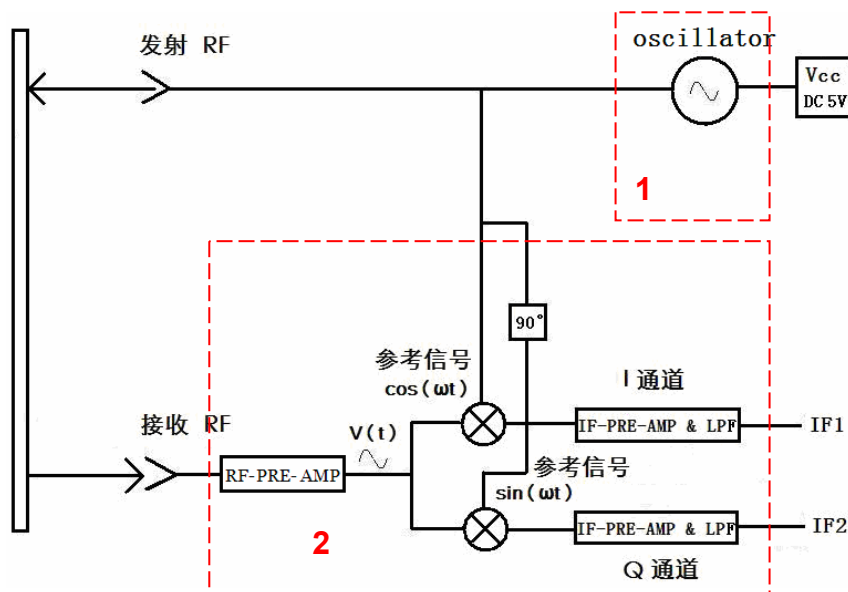 发射 RF
oscillator
Vcc
DC 5V
1
90°
参考信号
cos(ωt)
I 通道
接收 RF
V(t)
IF-PRE-AMP & LPF
IF1
RF-PRE-AMP
参考信号
sin(ωt)
IF-PRE-AMP & LPF
IF2
2
Q 通道